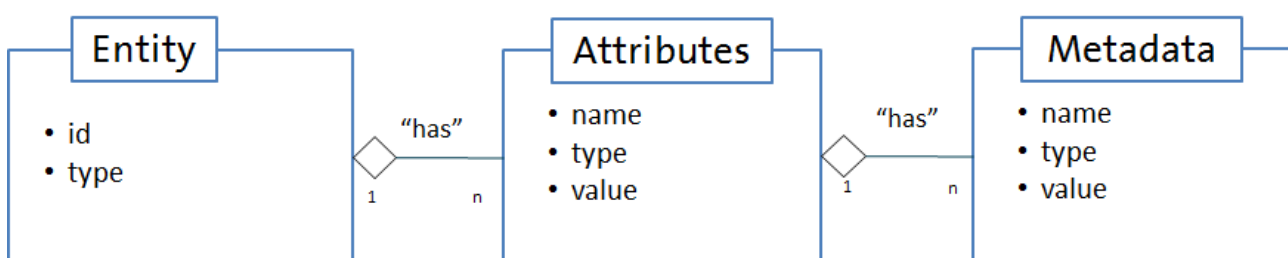 Entity
• id
• type
“has”
1
n
Attributes
• name
• type
• value
“has”
1
n
Metadata
• name
• type
• value